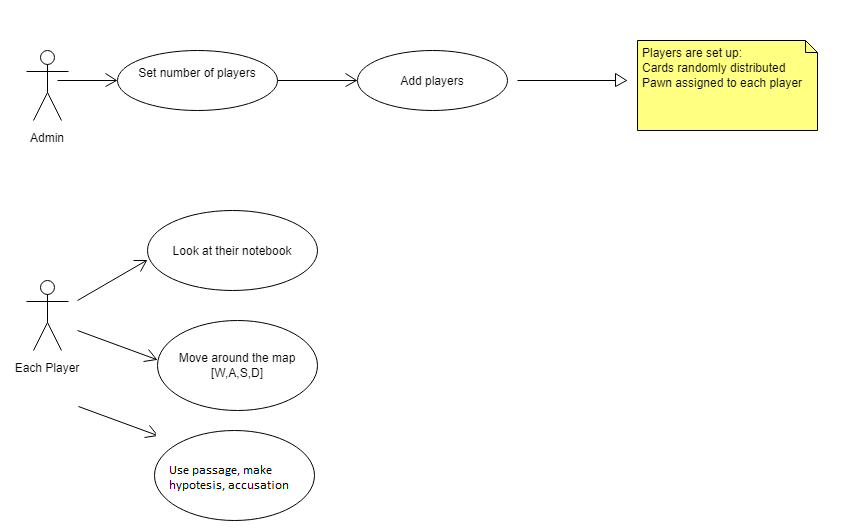 Set number of players
Add players
Players are set up:
Cards randomly distributed
Pawn assigned to each player
Admin
Look at their notebook
Move around the map
[W,A,S,D]
Each Player
Use passage, make
hypotesis, accusation